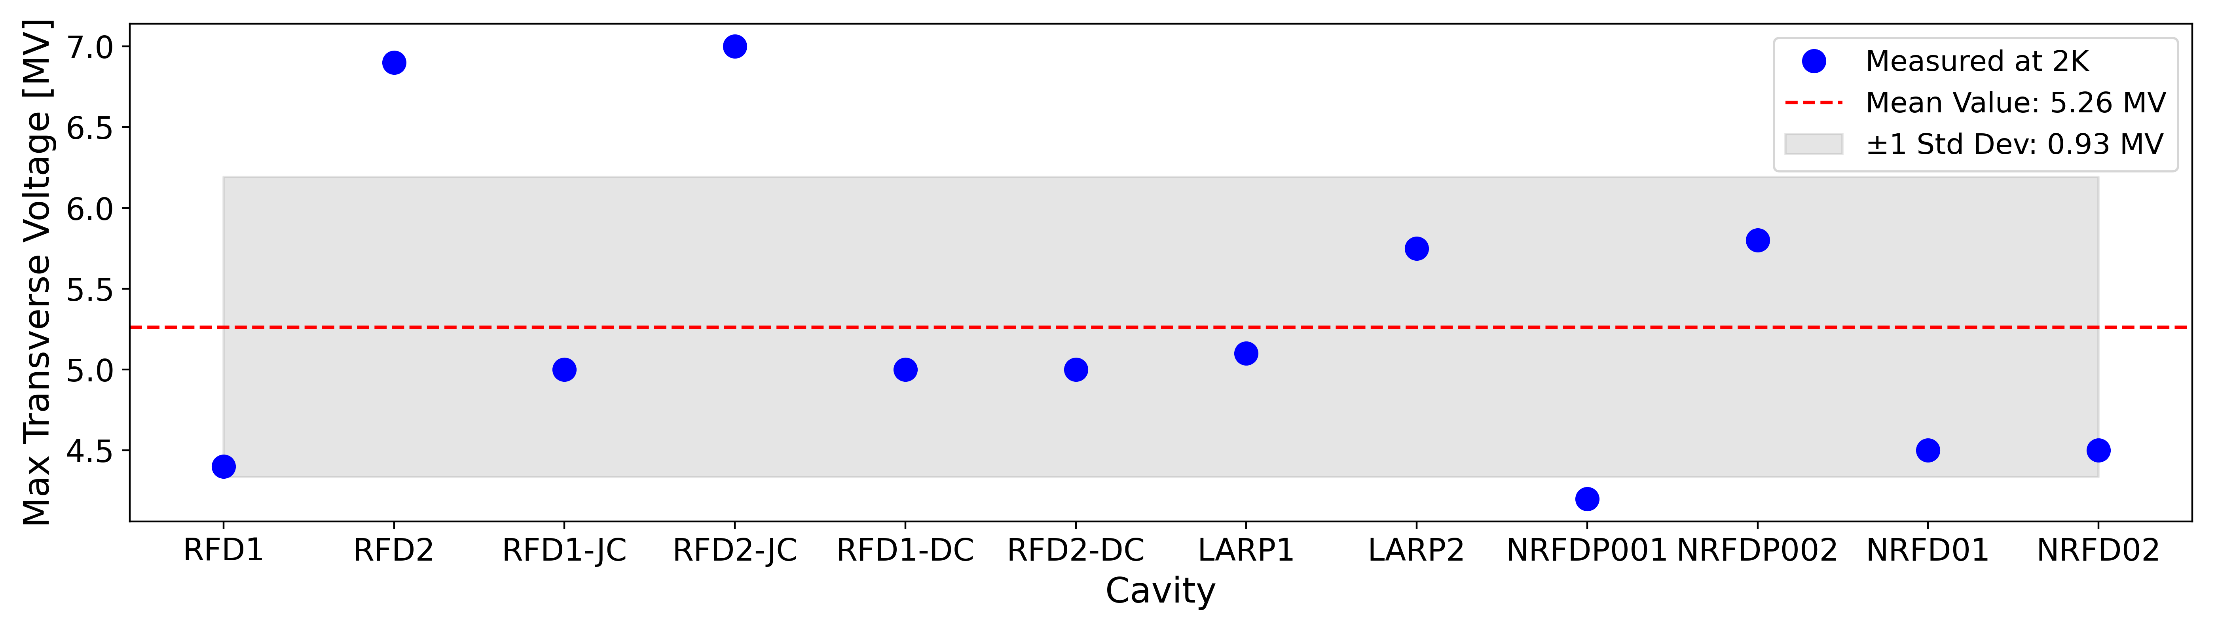 Max Transverse Voltage [MV]
7.0
6.5
6.0
5.5
5.0
4.5
Measured at 2K
Mean Value: 5.26 MV
±1 Std Dev: 0.93 MV
RFD1 RFD2 RFD1-JC RFD2-JC RFD1-DC RFD2-DC LARP1 LARP2 NRFDP001 NRFDP002 NRFD01 NRFD02
Cavity